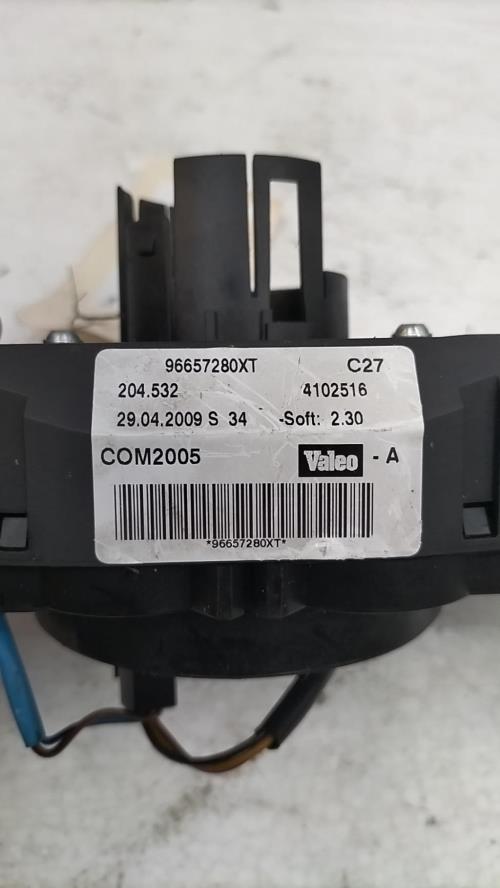 96657280XT C27
204.532 4102516
29.04.2009 S 34 -Soft: 2.30
COM2005 Valeo - A
*96657280XT*